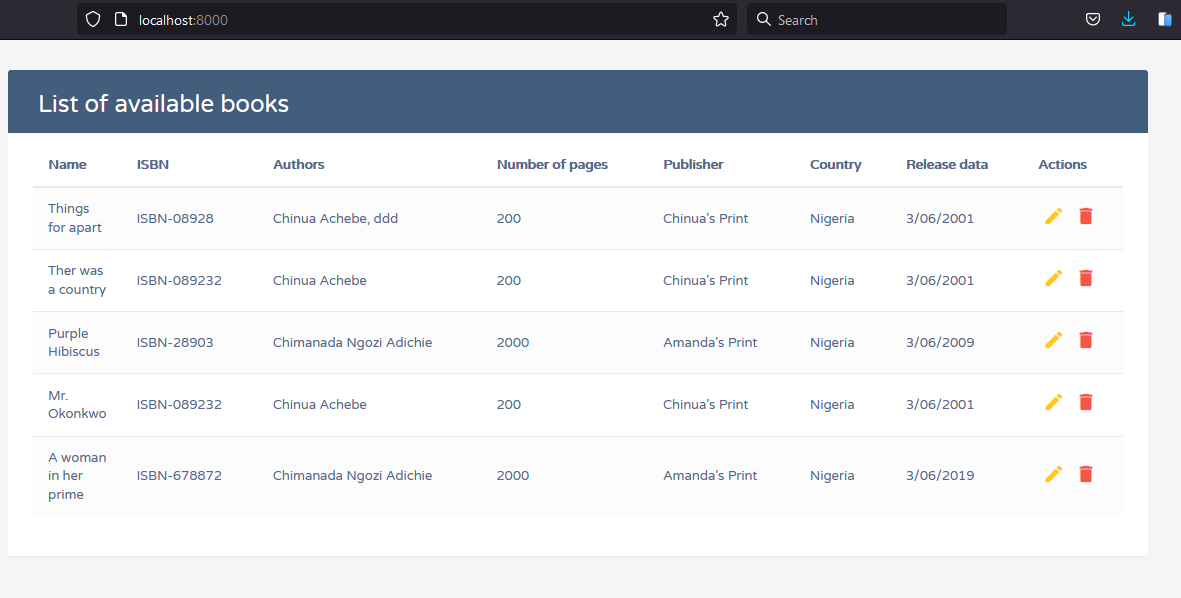 localhost:8000 Search
List of available books
Name ISBN Authors Number of pages Publisher Country Release data Actions
Things
for apart ISBN-08928 Chinua Achebe, ddd 200 Chinua's Print Nigeria 3/06/2001
Ther was
a country ISBN-089232 Chinua Achebe 200 Chinua's Print Nigeria 3/06/2001
Purple
Hibiscus ISBN-28903 Chimanada Ngozi Adichie 2000 Amanda's Print Nigeria 3/06/2009
Mr.
Okonkwo ISBN-089232 Chinua Achebe 200 Chinua's Print Nigeria 3/06/2001
A woman
in her ISBN-678872 Chimanada Ngozi Adichie 2000 Amanda's Print Nigeria 3/06/2019
prime